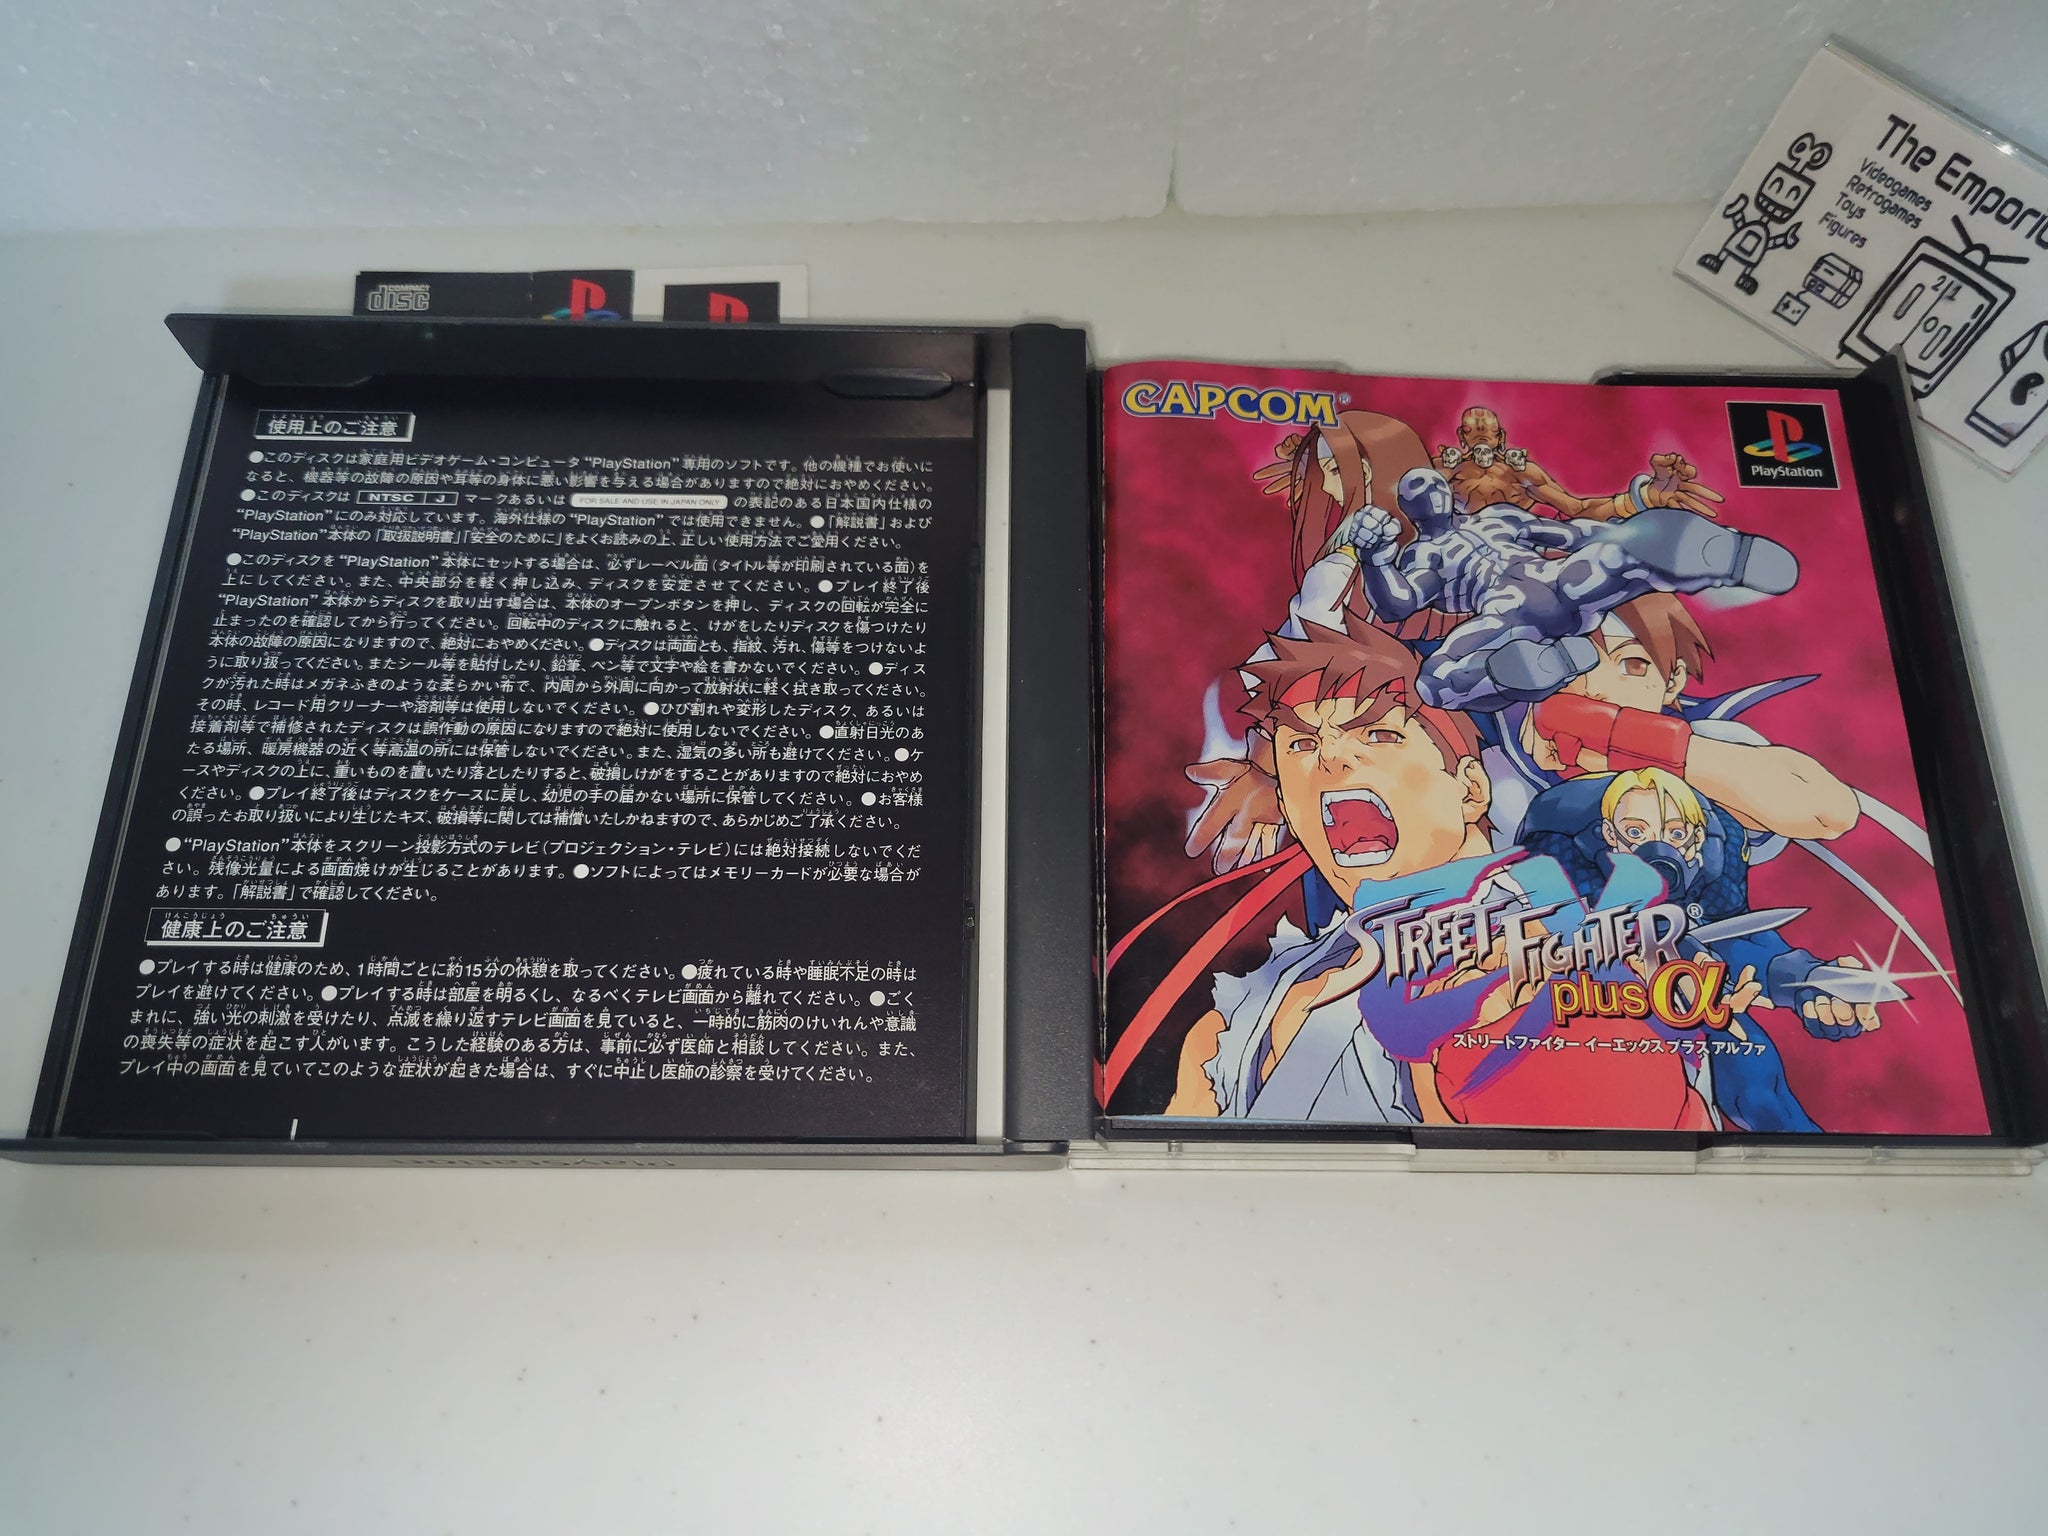 The Emporiu
Videogames
Retrogames
Toys
Figures
COMPACT
disc
使用上のご注意
●このディスクは家庭用ビデオゲーム・コンピュータ“PlayStation”専用のソフトです。他の機種でお使いに
なると、機器等の故障の原因や耳等の身体に悪い影響を与える場合がありますので絶対におやめください。
●このディスクは NTSC J マークあるいは FOR SALE AND USE IN JAPAN ONLY の表記のある日本国内仕様の
“PlayStation”にのみ対応しています。海外仕様の“PlayStation”では使用できません。●「解説書」および
“PlayStation”本体の「取扱説明書」「安全のために」をよくお読みの上、正しい使用方法でご愛用ください。
●このディスクを“PlayStation”本体にセットする場合は、必ずレーベル面（タイトル等が印刷されている面）を
上にしてください。また、中央部分を軽く押し込み、ディスクを安定させてください。●プレイ終了後
“PlayStation”本体からディスクを取り出す場合は、本体のオープンボタンを押し、ディスクの回転が完全に
止まったのを確認してから行ってください。回転中のディスクに触れると、けがをしたりディスクを傷つけたり
本体の故障の原因になりますので、絶対におやめください。●ディスクは両面とも、指紋、汚れ、傷等をつけないよ
うに取り扱ってください。またシール等を貼付したり、鉛筆、ペン等で文字や絵を書かないでください。●ディス
クが汚れた時はメガネふきのような柔らかい布で、内周から外周に向かって放射状に軽く拭き取ってください。
その時、レコード用クリーナーや溶剤等は使用しないでください。●ひび割れや変形したディスク、あるいは
接着剤等で補修されたディスクは誤作動の原因になりますので絶対に使用しないでください。●直射日光のあ
たる場所、暖房機器の近く等高温の所には保管しないでください。また、湿気の多い所も避けてください。●ケ
ースやディスクの上に、重いものを置いたり落としたりすると、破損しけがをすることがありますので絶対におやめ
ください。●プレイ終了後はディスクをケースに戻し、幼児の手の届かない場所に保管してください。●お客様
の誤ったお取り扱いにより生じたキズ、破損等に関しては補償いたしかねますので、あらかじめご了承ください。
●“PlayStation”本体をスクリーン投影方式のテレビ（プロジェクション・テレビ）には絶対接続しないでくだ
さい。残像光量による画面焼けが生じることがあります。●ソフトによってはメモリーカードが必要な場合が
あります。「解説書」で確認してください。
健康上のご注意
●プレイする時は健康のため、1時間ごとに約15分の休憩を取ってください。●疲れている時や睡眠不足の時は
プレイを避けてください。●プレイする時は部屋を明るくし、なるべくテレビ画面から離れてください。●ごく
まれに、強い光の刺激を受けたり、点滅を繰り返すテレビ画面を見ていると、一時的に筋肉のけいれんや意識
の喪失等の症状を起こす人がいます。こうした経験のある方は、事前に必ず医師と相談してください。また、
プレイ中の画面を見ていてこのような症状が起きた場合は、すぐに中止し医師の診察を受けてください。
PlayStation
CAPCOM®
PlayStation
STREET FIGHTER®
EX
plus α
ストリートファイター イーエックス プラス アルファ